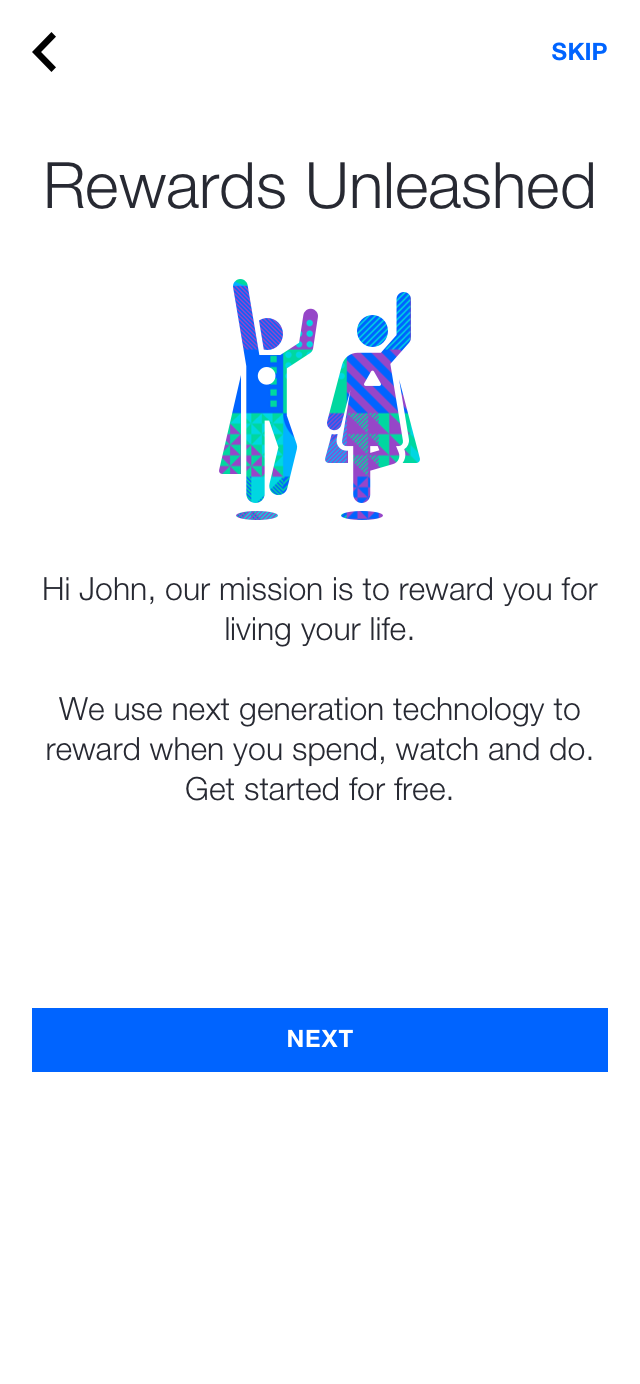 SKIP
Rewards Unleashed
Hi John, our mission is to reward you for
living your life.
We use next generation technology to
reward when you spend, watch and do.
Get started for free.
NEXT